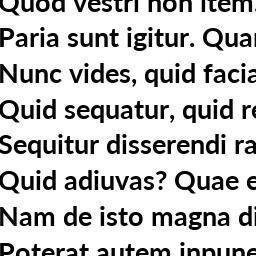 Quod vestri non item.
Paria sunt igitur.
Nunc vides, quid
Quid sequatur, quid
Sequitur disserendi
Quid adiuvas? Quae
Nam de isto magna
Poterat autem